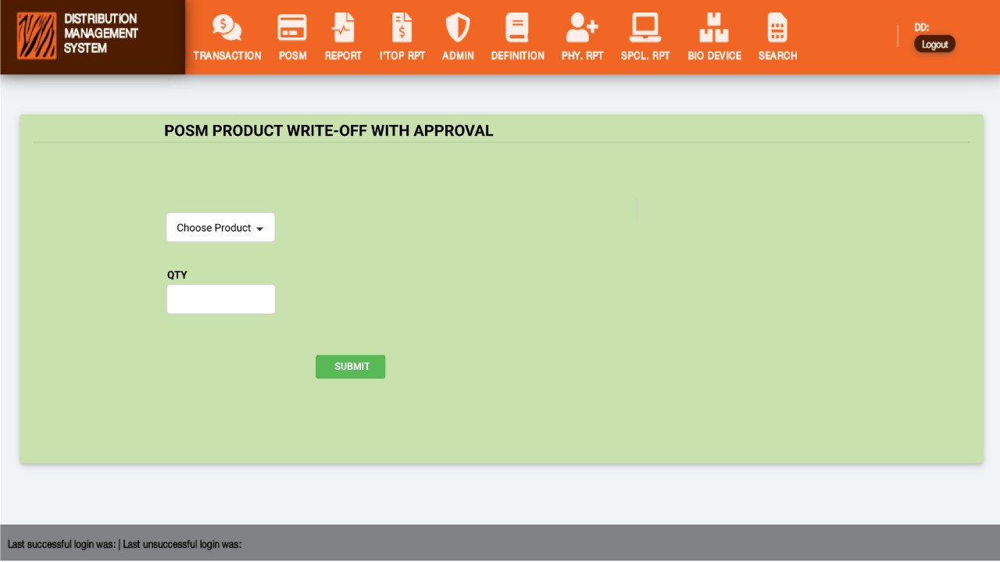 DISTRIBUTION
MANAGEMENT
SYSTEM
TRANSACTION POSM REPORT I'TOP RPT ADMIN DEFINITION PHY. RPT SPCL. RPT BIO DEVICE SEARCH
DD:
Logout
POSM PRODUCT WRITE-OFF WITH APPROVAL
Choose Product
QTY
SUBMIT
Last successful login was: | Last unsuccessful login was: